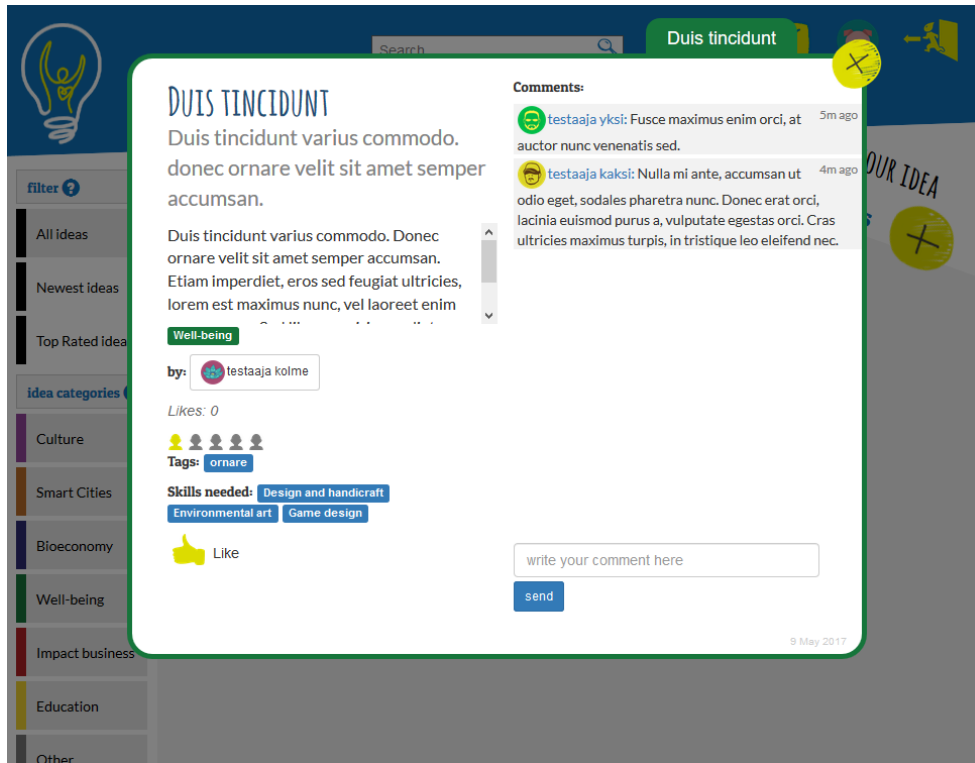 Search
Duis tincidunt
OUR IDEA
filter ?
All ideas
Newest ideas
Top Rated idea
idea categories
Culture
Smart Cities
Bioeconomy
Well-being
Impact business
Education
Other
DUIS TINCIDUNT
Duis tincidunt varius commodo.
donec ornare velit sit amet semper
accumsan.
Duis tincidunt varius commodo. Donec
ornare velit sit amet semper accumsan.
Etiam imperdiet, eros sed feugiat ultricies,
lorem est maximus nunc, vel laoreet enim
Well-being
by: testaaja kolme
Likes: 0
Tags: ornare
Skills needed: Design and handicraft
Environmental art Game design
Like
Comments:
testaaja yksi: Fusce maximus enim orci, at 5m ago
auctor nunc venenatis sed.
testaaja kaksi: Nulla mi ante, accumsan ut 4m ago
odio eget, sodales pharetra nunc. Donec erat orci,
lacinia euismod purus a, vulputate egestas orci. Cras
ultricies maximus turpis, in tristique leo eleifend nec.
write your comment here
send
9 May 2017